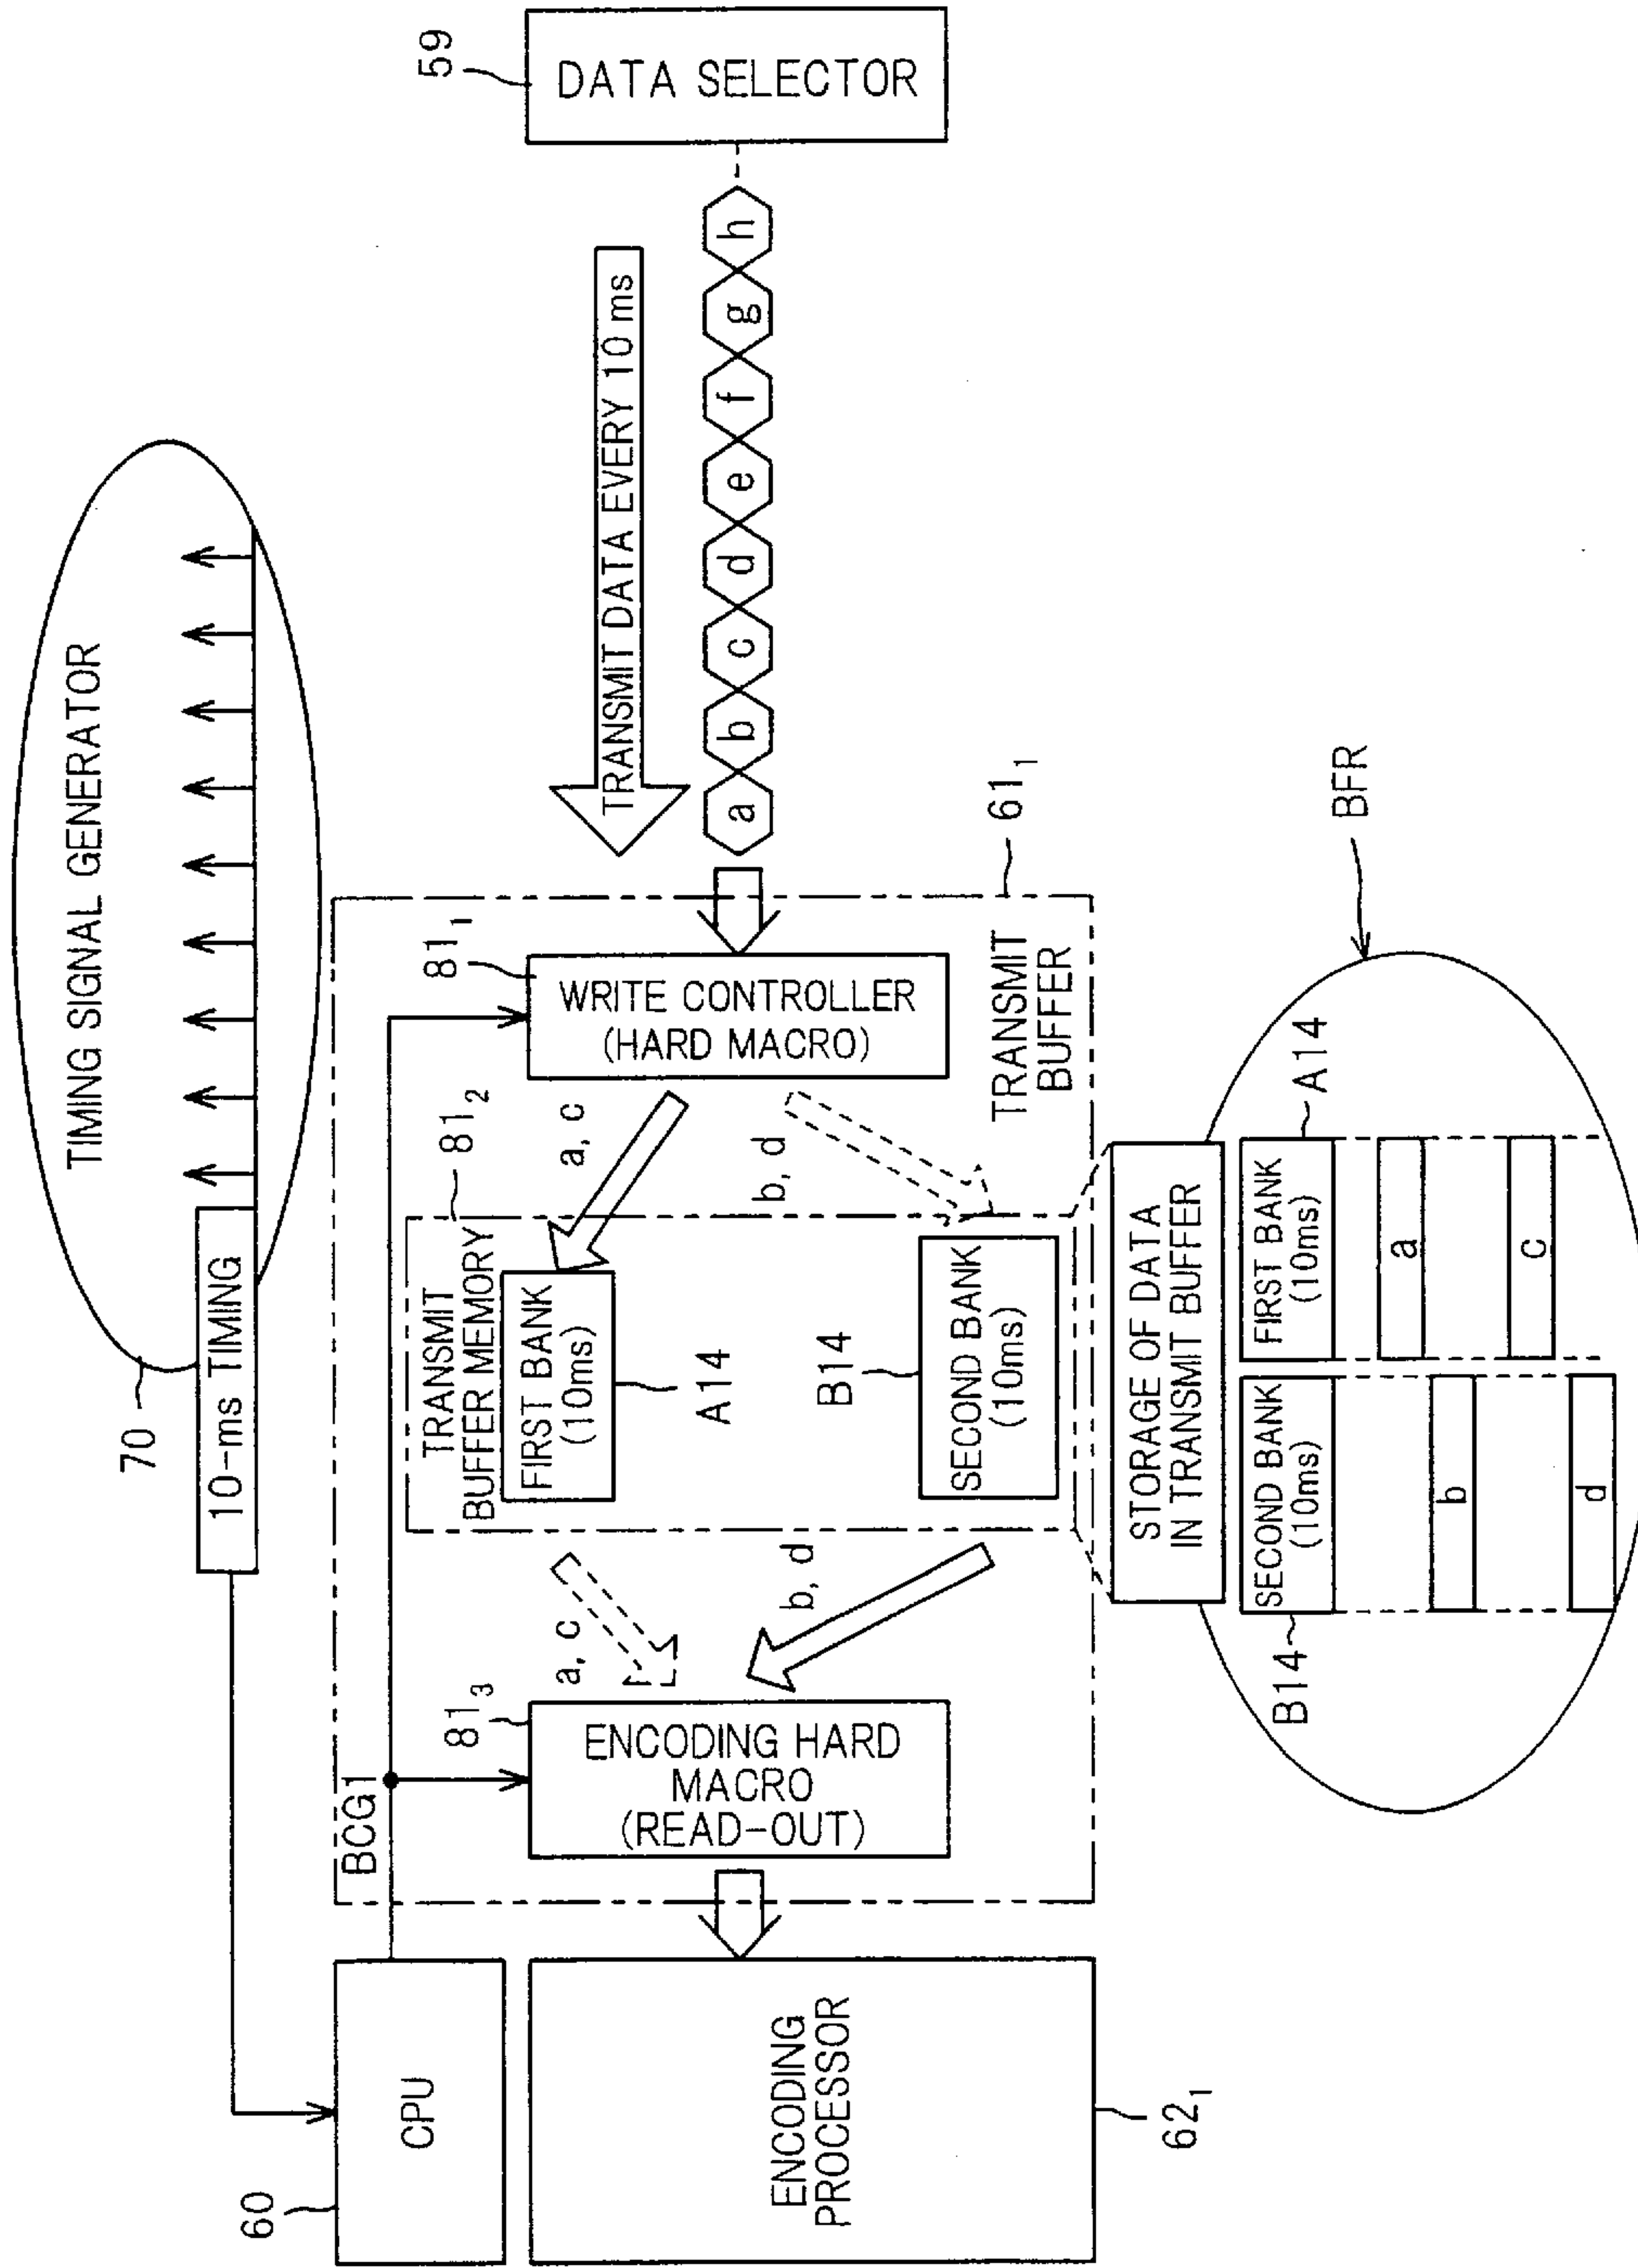 70
TIMING SIGNAL GENERATOR
10-ms TIMING
60
CPU
BCG1
81₃
ENCODING HARD
MACRO
(READ-OUT)
ENCODING
PROCESSOR
62₁
a, c
b, d
TRANSMIT
BUFFER MEMORY
81₂
FIRST BANK
(10ms)
A14
B14
SECOND BANK
(10ms)
a, c
b, d
81₁
WRITE CONTROLLER
(HARD MACRO)
TRANSMIT
BUFFER
61₁
TRANSMIT DATA EVERY 10 ms
a
b
c
d
e
f
g
h
59
DATA SELECTOR
BFR
STORAGE OF DATA
IN TRANSMIT BUFFER
B14
SECOND BANK
(10ms)
FIRST BANK
(10ms)
A14
a
b
c
d